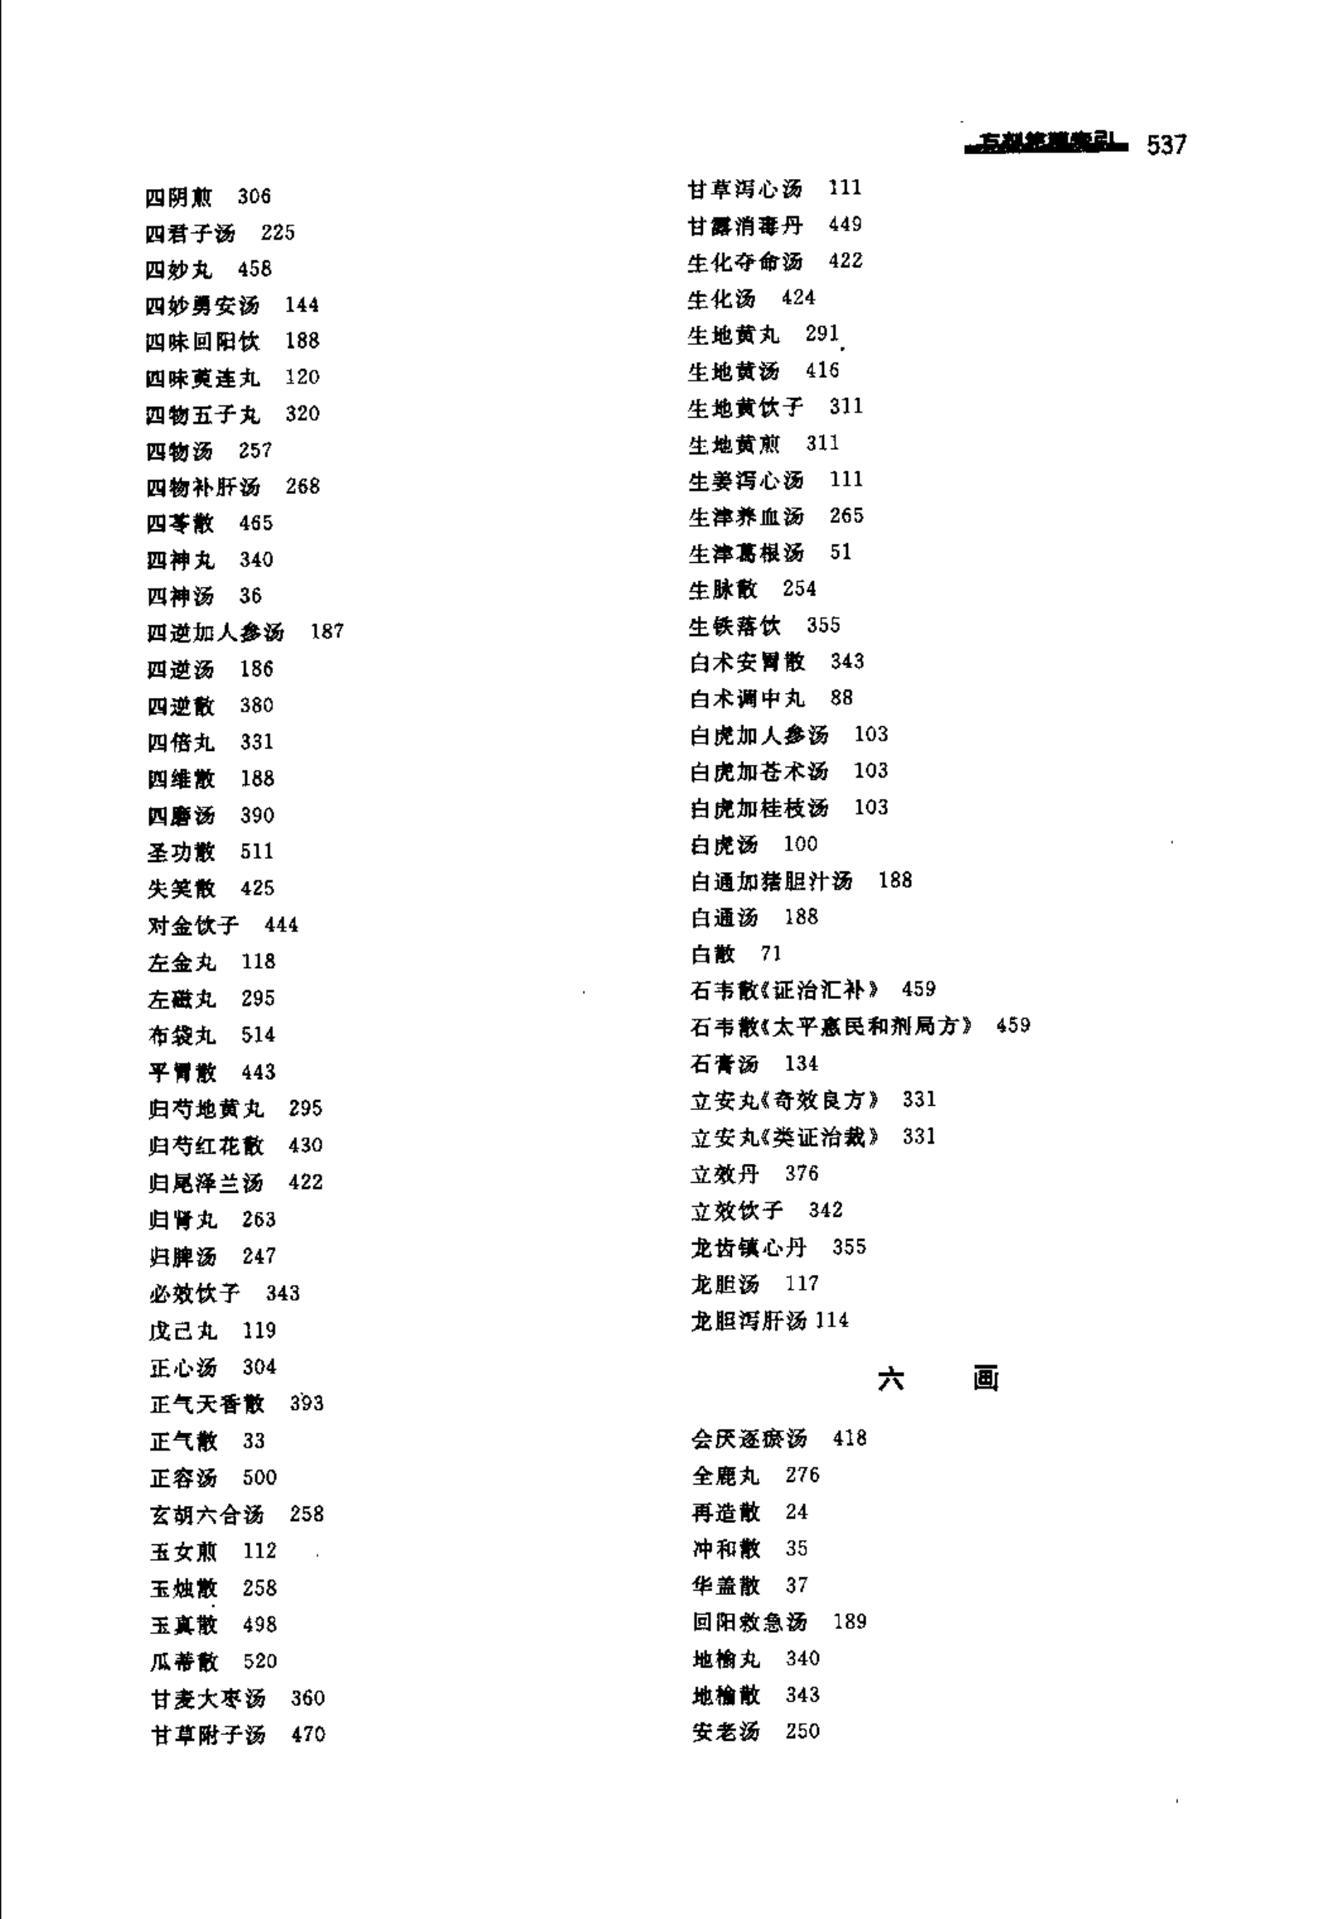 方剂笔画索引 537
四阴煎 306
四君子汤 225
四妙丸 458
四妙勇安汤 144
四味回阳饮 188
四味萸连丸 120
四物五子丸 320
四物汤 257
四物补肝汤 268
四苓散 465
四神丸 340
四神汤 36
四逆加人参汤 187
四逆汤 186
四逆散 380
四倍丸 331
四维散 188
四磨汤 390
圣功散 511
失笑散 425
对金饮子 444
左金丸 118
左磁丸 295
布袋丸 514
平胃散 443
归芍地黄丸 295
归芍红花散 430
归尾泽兰汤 422
归肾丸 263
归脾汤 247
必效饮子 343
戊己丸 119
正心汤 304
正气天香散 393
正气散 33
正容汤 500
玄胡六合汤 258
玉女煎 112
玉烛散 258
玉真散 498
瓜蒂散 520
甘麦大枣汤 360
甘草附子汤 470
甘草泻心汤 111
甘露消毒丹 449
生化夺命汤 422
生化汤 424
生地黄丸 291
生地黄汤 416
生地黄饮子 311
生地黄煎 311
生姜泻心汤 111
生津养血汤 265
生津葛根汤 51
生脉散 254
生铁落饮 355
白术安胃散 343
白术调中丸 88
白虎加人参汤 103
白虎加苍术汤 103
白虎加桂枝汤 103
白虎汤 100
白通加猪胆汁汤 188
白通汤 188
白散 71
石韦散《证治汇补》 459
石韦散《太平惠民和剂局方》 459
石膏汤 134
立安丸《奇效良方》 331
立安丸《类证治裁》 331
立效丹 376
立效饮子 342
龙齿镇心丹 355
龙胆汤 117
龙胆泻肝汤 114
六 画
会厌逐瘀汤 418
全鹿丸 276
再造散 24
冲和散 35
华盖散 37
回阳救急汤 189
地榆丸 340
地榆散 343
安老汤 250